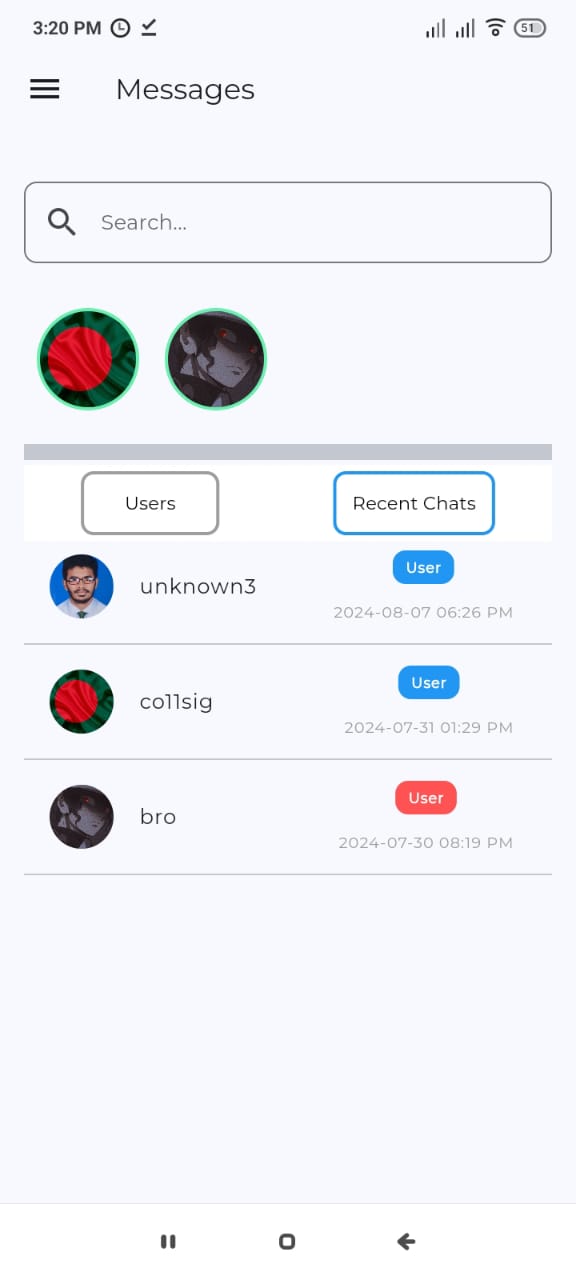 3:20 PM 51
Messages
Search...
Users Recent Chats
User
unknown3
2024-08-07 06:26 PM
User
co11sig
2024-07-31 01:29 PM
User
bro
2024-07-30 08:19 PM